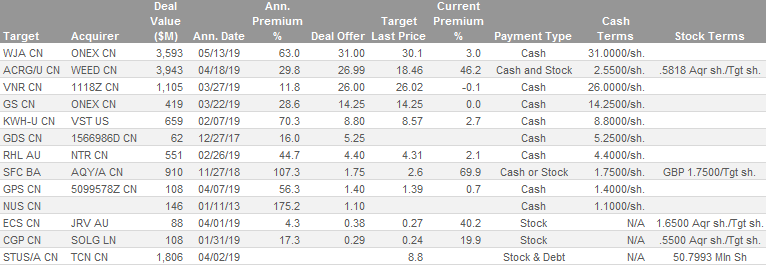 Target Acquirer Deal Value ($M) Ann. Date Ann. Premium % Deal Offer Target Last Price Current Premium % Payment Type Cash Terms Stock Terms
WJA CN ONEX CN 3,593 05/13/19 63.0 31.00 30.1 3.0 Cash 31.0000/sh.
ACRG/U CN WEED CN 3,943 04/18/19 29.8 26.99 18.46 46.2 Cash and Stock 2.5500/sh. .5818 Aqr sh./Tgt sh.
VNR CN 1118Z CN 1,105 03/27/19 11.8 26.00 26.02 -0.1 Cash 26.0000/sh.
GS CN ONEX CN 419 03/22/19 28.6 14.25 14.25 0.0 Cash 14.2500/sh.
KWH-U CN VST US 659 02/07/19 70.3 8.80 8.57 2.7 Cash 8.8000/sh.
GDS CN 1566986D CN 62 12/27/17 16.0 5.25 Cash 5.2500/sh.
RHL AU NTR CN 551 02/26/19 44.7 4.40 4.31 2.1 Cash 4.4000/sh.
SFC BA AQY/A CN 910 11/27/18 107.3 1.75 2.6 69.9 Cash or Stock 1.7500/sh. GBP 1.7500/Tgt sh.
GPS CN 5099578Z CN 108 04/07/13 56.3 1.40 1.39 0.7 Cash 1.4000/sh.
NUS CN 146 01/11/13 175.2 1.10 Cash 1.1000/sh.
ECS CN JRV AU 88 04/01/19 4.3 0.38 0.27 40.2 Stock N/A 1.6500 Aqr sh./Tgt sh.
CGP CN SOLG LN 108 01/31/19 17.3 0.29 0.24 19.9 Stock N/A .5500 Aqr sh./Tgt sh.
STUS/A CN TCN CN 1,806 04/02/19 8.8 Stock & Debt N/A 50.7993 Mln Sh